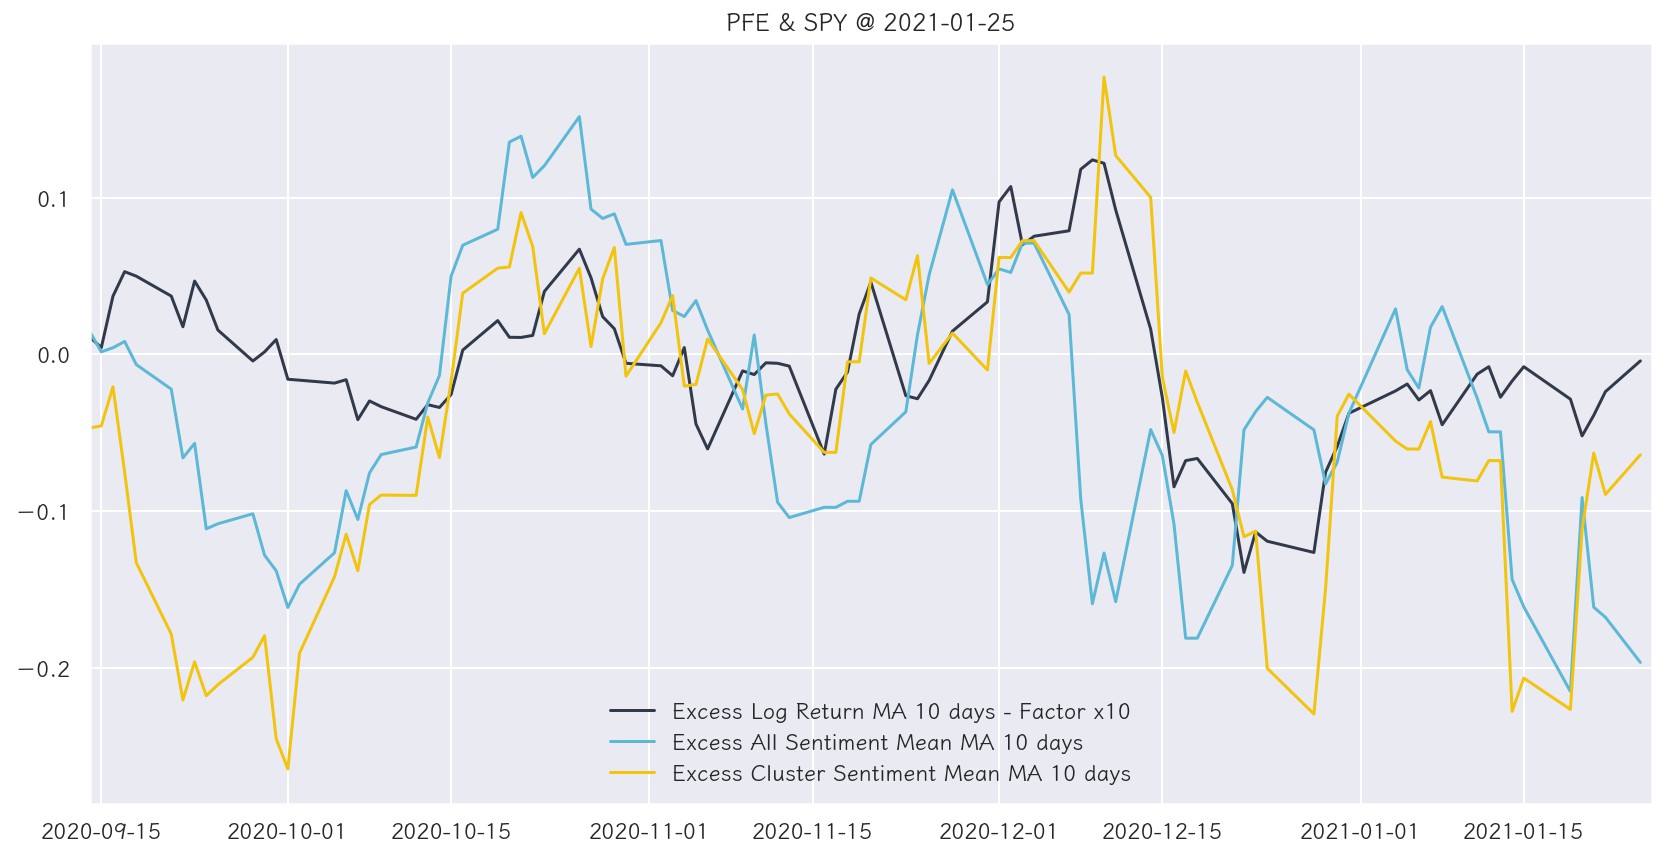 PFE & SPY @ 2021-01-25
0.1
0.0
−0.1
−0.2
Excess Log Return MA 10 days - Factor x10
Excess All Sentiment Mean MA 10 days
Excess Cluster Sentiment Mean MA 10 days
2020-09-15 2020-10-01 2020-10-15 2020-11-01 2020-11-15 2020-12-01 2020-12-15 2021-01-01 2021-01-15